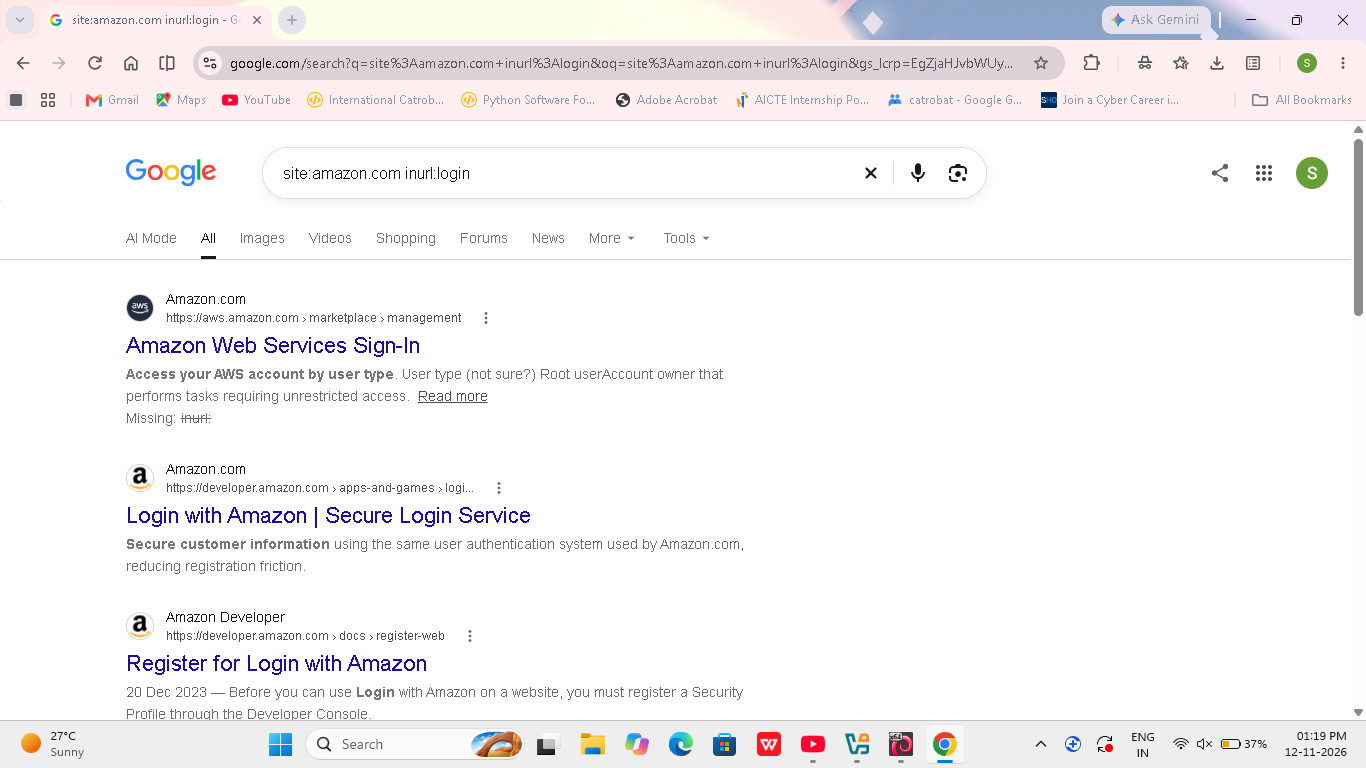 site:amazon.com inurl:login - Go
Ask Gemini
google.com/search?q=site%3Aamazon.com+inurl%3Alogin&oq=site%3Aamazon.com+inurl%3Alogin&gs_lcrp=EgZjaHJvbWUy...
Gmail
Maps
YouTube
International Catrob...
Python Software Fo...
Adobe Acrobat
AICTE Internship Po...
catrobat - Google G...
Join a Cyber Career i...
All Bookmarks
Google
site:amazon.com inurl:login
S
AI Mode
All
Images
Videos
Shopping
Forums
News
More
Tools
aws
Amazon.com
https://aws.amazon.com › marketplace › management
Amazon Web Services Sign-In
Access your AWS account by user type. User type (not sure?) Root userAccount owner that
performs tasks requiring unrestricted access. Read more
Missing: inurl:
Amazon.com
https://developer.amazon.com › apps-and-games › logi...
Login with Amazon | Secure Login Service
Secure customer information using the same user authentication system used by Amazon.com,
reducing registration friction.
Amazon Developer
https://developer.amazon.com › docs › register-web
Register for Login with Amazon
20 Dec 2023 — Before you can use Login with Amazon on a website, you must register a Security
Profile through the Developer Console.
27°C
Sunny
Search
ENG
IN
37%
01:19 PM
12-11-2026